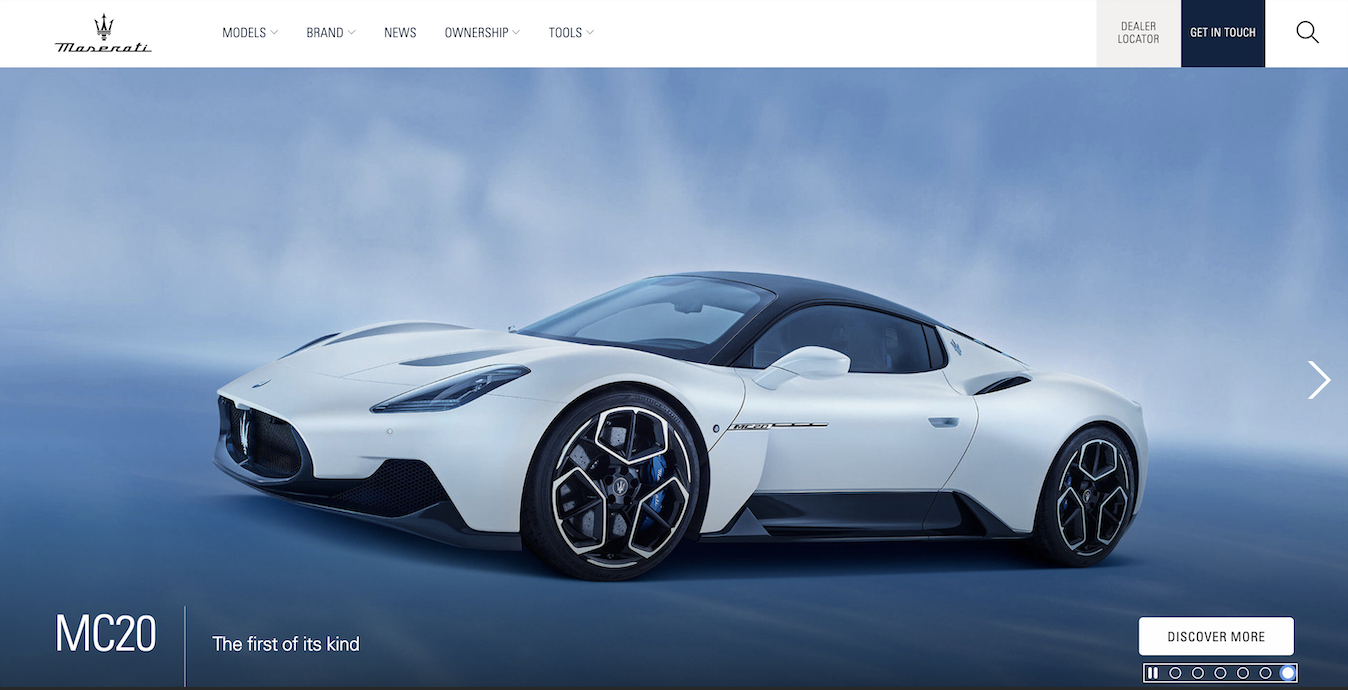 Maserati
MODELS
BRAND
NEWS
OWNERSHIP
TOOLS
DEALER
LOCATOR
GET IN TOUCH
MC20
MC20
The first of its kind
DISCOVER MORE